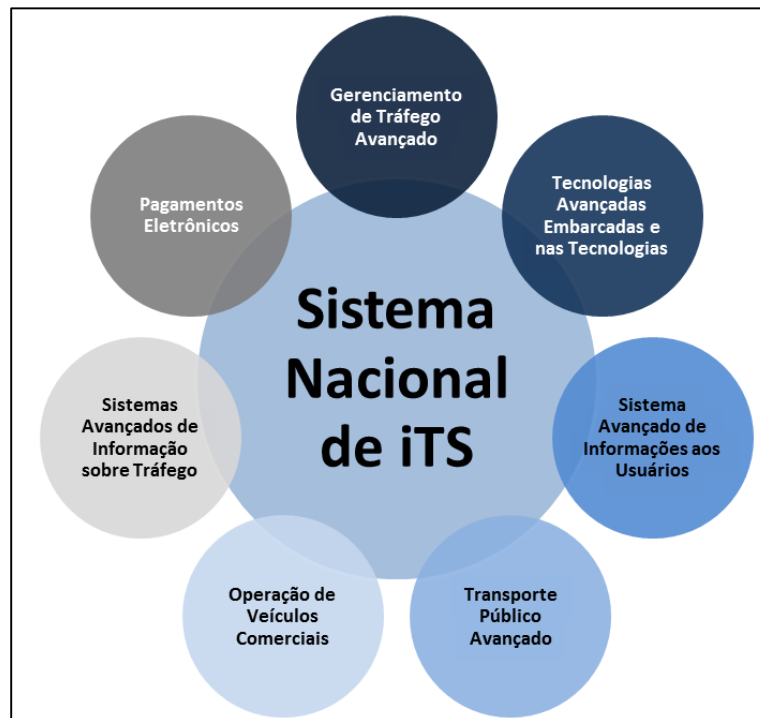 Gerenciamento
de Tráfego
Avançado
Tecnologias
Avançadas
Embarcadas e
nas Tecnologias
Sistema
Avançado de
Informações aos
Usuários
Transporte
Público
Avançado
Operação de
Veículos
Comerciais
Sistemas
Avançados de
Informação
sobre Tráfego
Pagamentos
Eletrônicos
Sistema
Nacional
de iTS